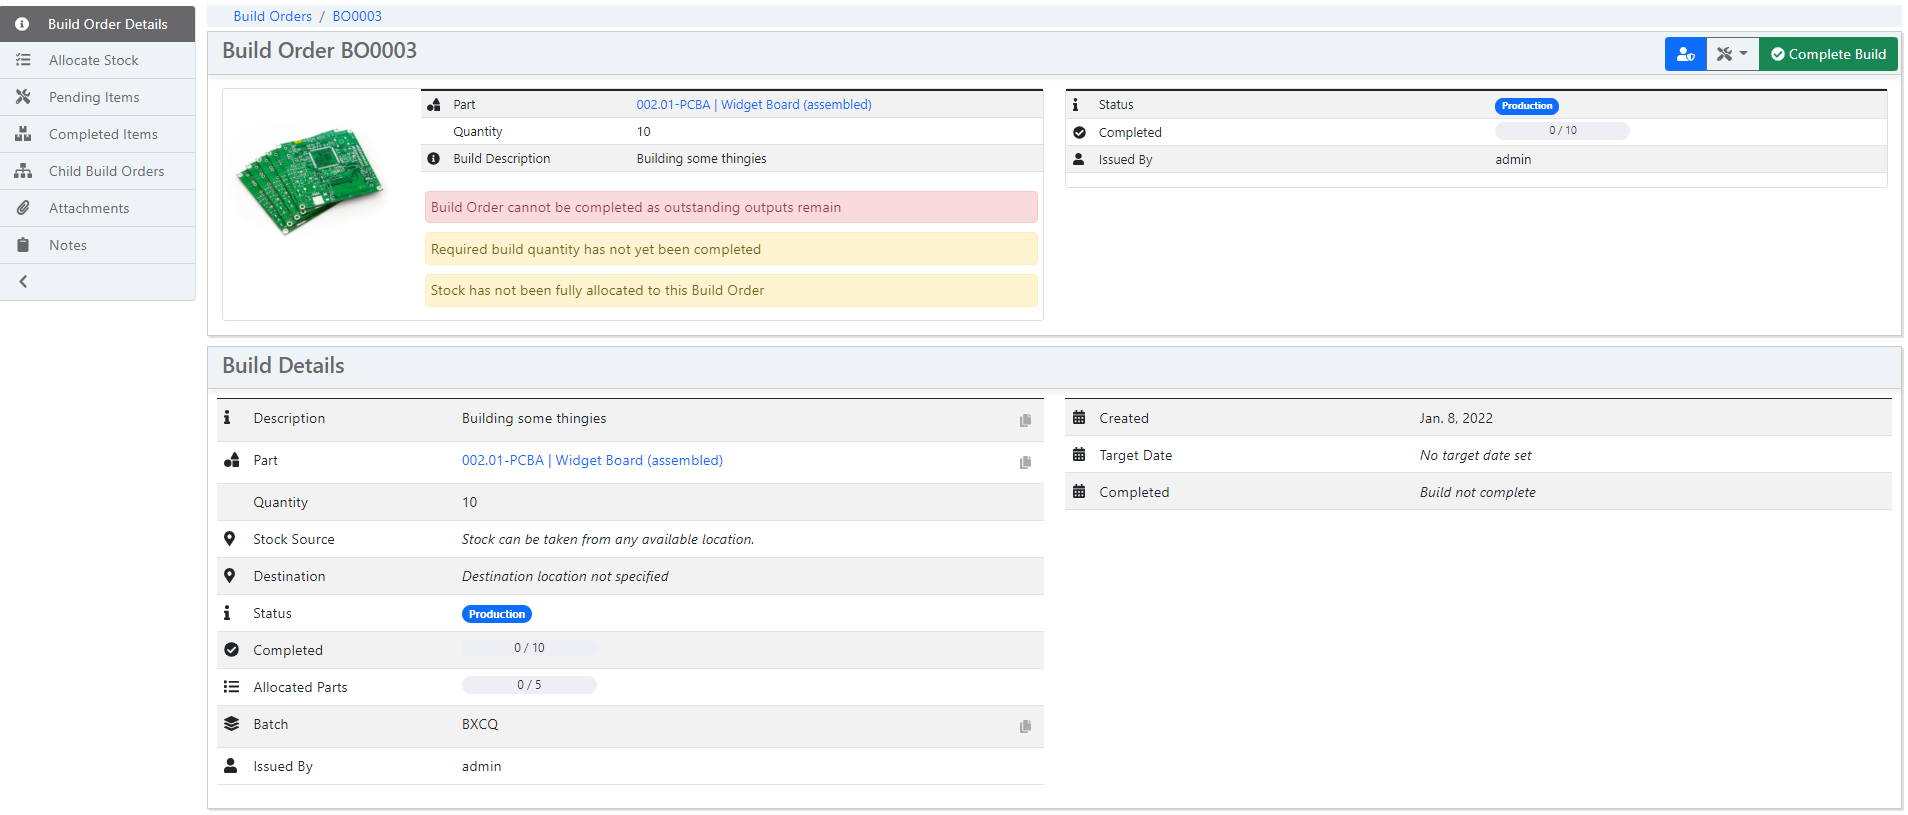 Build Order Details
Allocate Stock
Pending Items
Completed Items
Child Build Orders
Attachments
Notes
Build Orders / BO0003
Build Order BO0003
Complete Build
Part 002.01-PCBA | Widget Board (assembled)
Quantity 10
Build Description Building some thingies
Build Order cannot be completed as outstanding outputs remain
Required build quantity has not yet been completed
Stock has not been fully allocated to this Build Order
Status Production
Completed 0 / 10
Issued By admin
Build Details
Description Building some thingies
Part 002.01-PCBA | Widget Board (assembled)
Quantity 10
Stock Source Stock can be taken from any available location.
Destination Destination location not specified
Status Production
Completed 0 / 10
Allocated Parts 0 / 5
Batch BXCQ
Issued By admin
Created Jan. 8, 2022
Target Date No target date set
Completed Build not complete